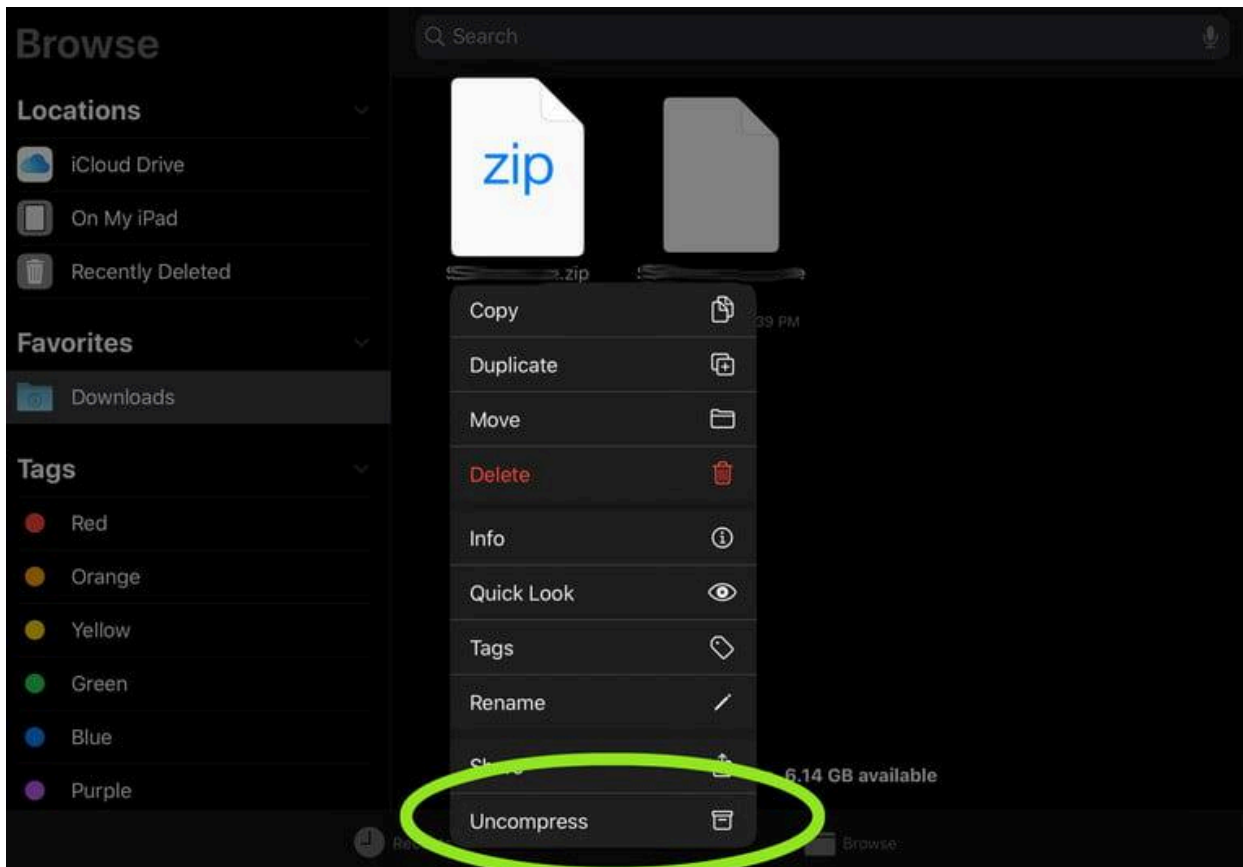 Browse
Search
Locations
iCloud Drive
On My iPad
Recently Deleted
Favorites
Downloads
Tags
Red
Orange
Yellow
Green
Blue
Purple
zip
.zip
39 PM
Copy
Duplicate
Move
Delete
Info
Quick Look
Tags
Rename
6.14 GB available
Uncompress
Browse